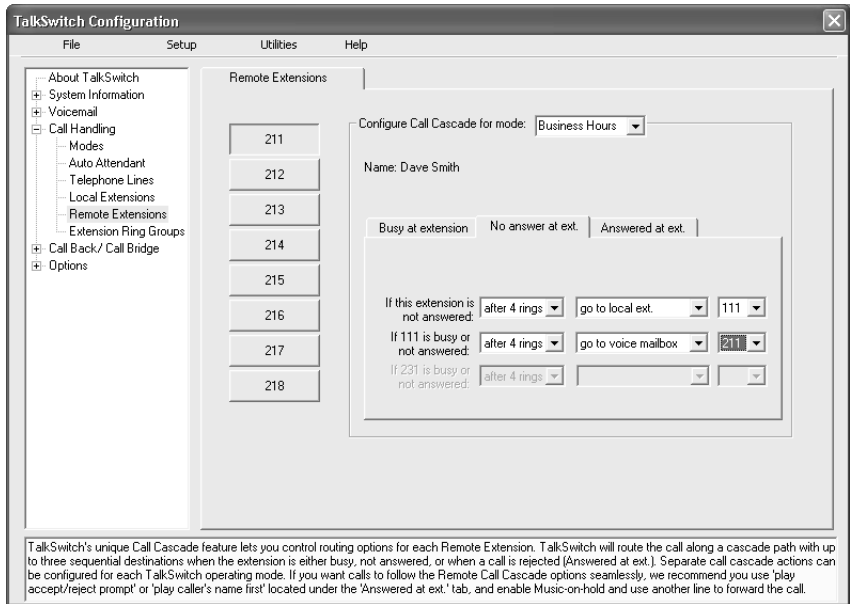 TalkSwitch Configuration
File Setup Utilities Help
About TalkSwitch
System Information
Voicemail
Call Handling
Modes
Auto Attendant
Telephone Lines
Local Extensions
Remote Extensions
Extension Ring Groups
Call Back/ Call Bridge
Options
Remote Extensions
211
212
213
214
215
216
217
218
Configure Call Cascade for mode: Business Hours
Name: Dave Smith
Busy at extension No answer at ext. Answered at ext.
If this extension is
not answered: after 4 rings go to local ext. 111
If 111 is busy or
not answered: after 4 rings go to voice mailbox 211
If 231 is busy or
not answered: after 4 rings
TalkSwitch's unique Call Cascade feature lets you control routing options for each Remote Extension. TalkSwitch will route the call along a cascade path with up
to three sequential destinations when the extension is either busy, not answered, or when a call is rejected (Answered at ext.). Separate call cascade actions can
be configured for each TalkSwitch operating mode. If you want calls to follow the Remote Call Cascade options seamlessly, we recommend you use 'play
accept/reject prompt' or 'play caller's name first' located under the 'Answered at ext.' tab, and enable Music-on-hold and use another line to forward the call.